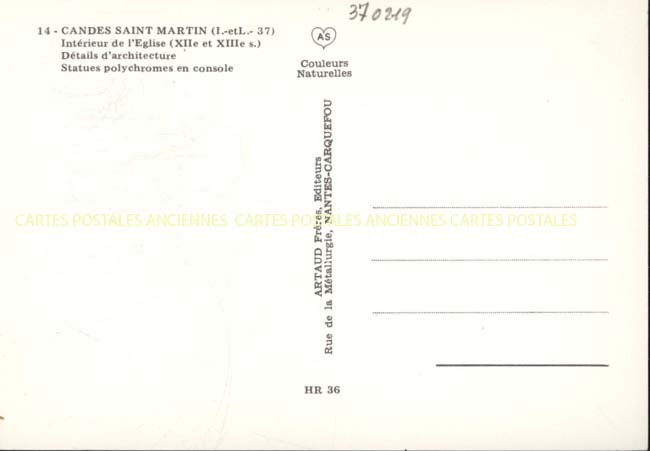 14 - CANDES SAINT MARTIN (I.-etL.- 37)
Intérieur de l'Eglise (XIIe et XIIIe s.)
Détails d'architecture
Statues polychromes en console
370219
AS
Couleurs
Naturelles
ARTAUD Frères, Editeurs
Rue de la Métallurgie, NANTES-CARQUEFOU
CARTES POSTALES ANCIENNES CARTES POSTALES ANCIENNES CARTES POSTALES ANCIENNES
HR 36